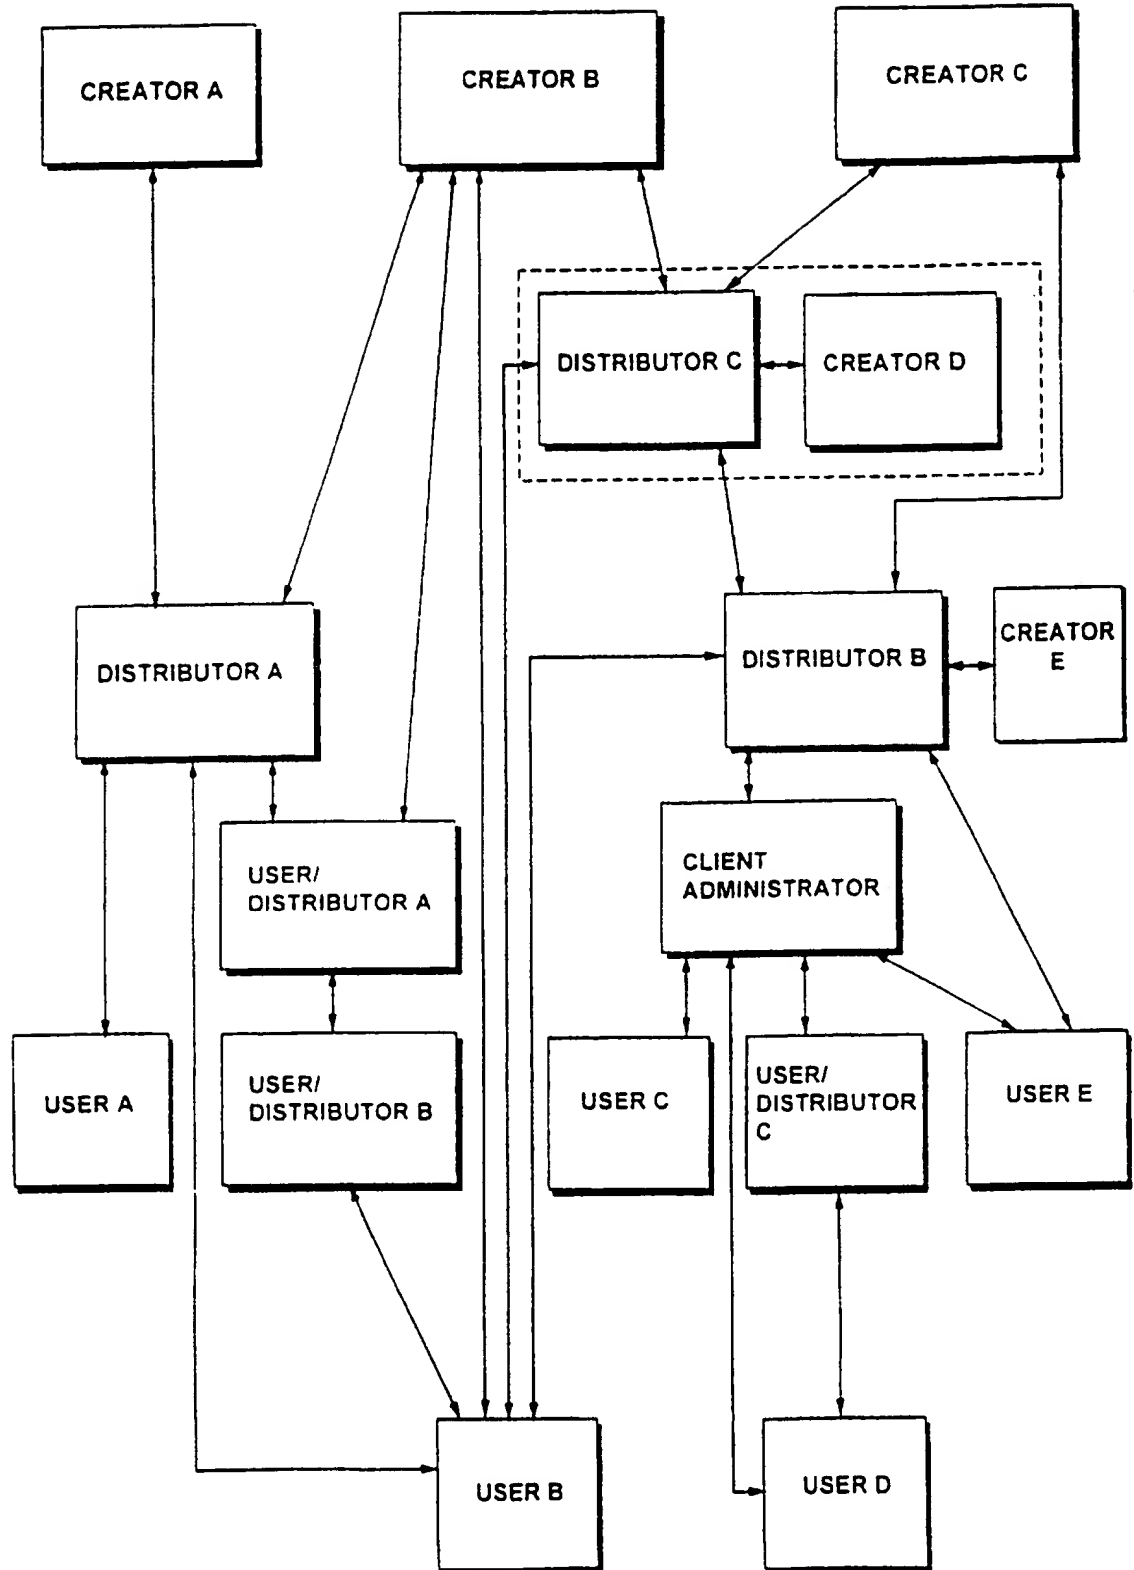 CREATOR A
CREATOR B
CREATOR C
DISTRIBUTOR C
CREATOR D
DISTRIBUTOR A
DISTRIBUTOR B
CREATOR
E
USER/
DISTRIBUTOR A
CLIENT
ADMINISTRATOR
USER A
USER/
DISTRIBUTOR B
USER C
USER/
DISTRIBUTOR
C
USER E
USER B
USER D